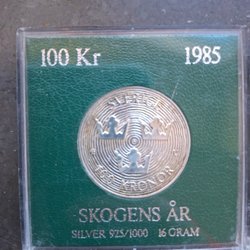 100 Kr 1985
SVERIGE
100 KRONOR
SKOGENS ÅR
SILVER 925/1000 16 GRAM